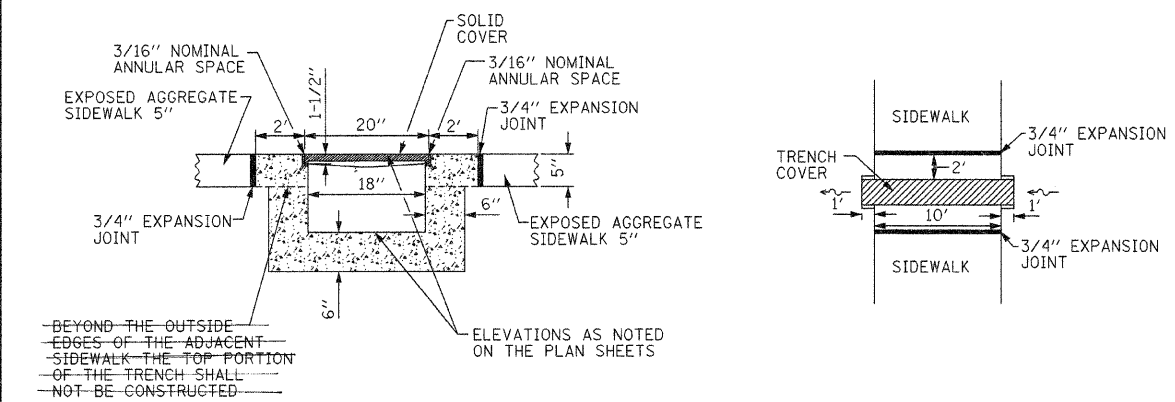 SOLID
COVER
3/16" NOMINAL
ANNULAR SPACE
3/16" NOMINAL
ANNULAR SPACE
1-1/2"
EXPOSED AGGREGATE
SIDEWALK 5"
3/4" EXPANSION
JOINT
2'
20"
2'
5"
18"
6"
3/4" EXPANSION
JOINT
EXPOSED AGGREGATE
SIDEWALK 5"
6"
BEYOND THE OUTSIDE
EDGES OF THE ADJACENT
SIDEWALK THE TOP PORTION
OF THE TRENCH SHALL
NOT BE CONSTRUCTED
ELEVATIONS AS NOTED
ON THE PLAN SHEETS
SIDEWALK
3/4" EXPANSION
JOINT
TRENCH
COVER
2'
1'
10'
1'
3/4" EXPANSION
JOINT
SIDEWALK